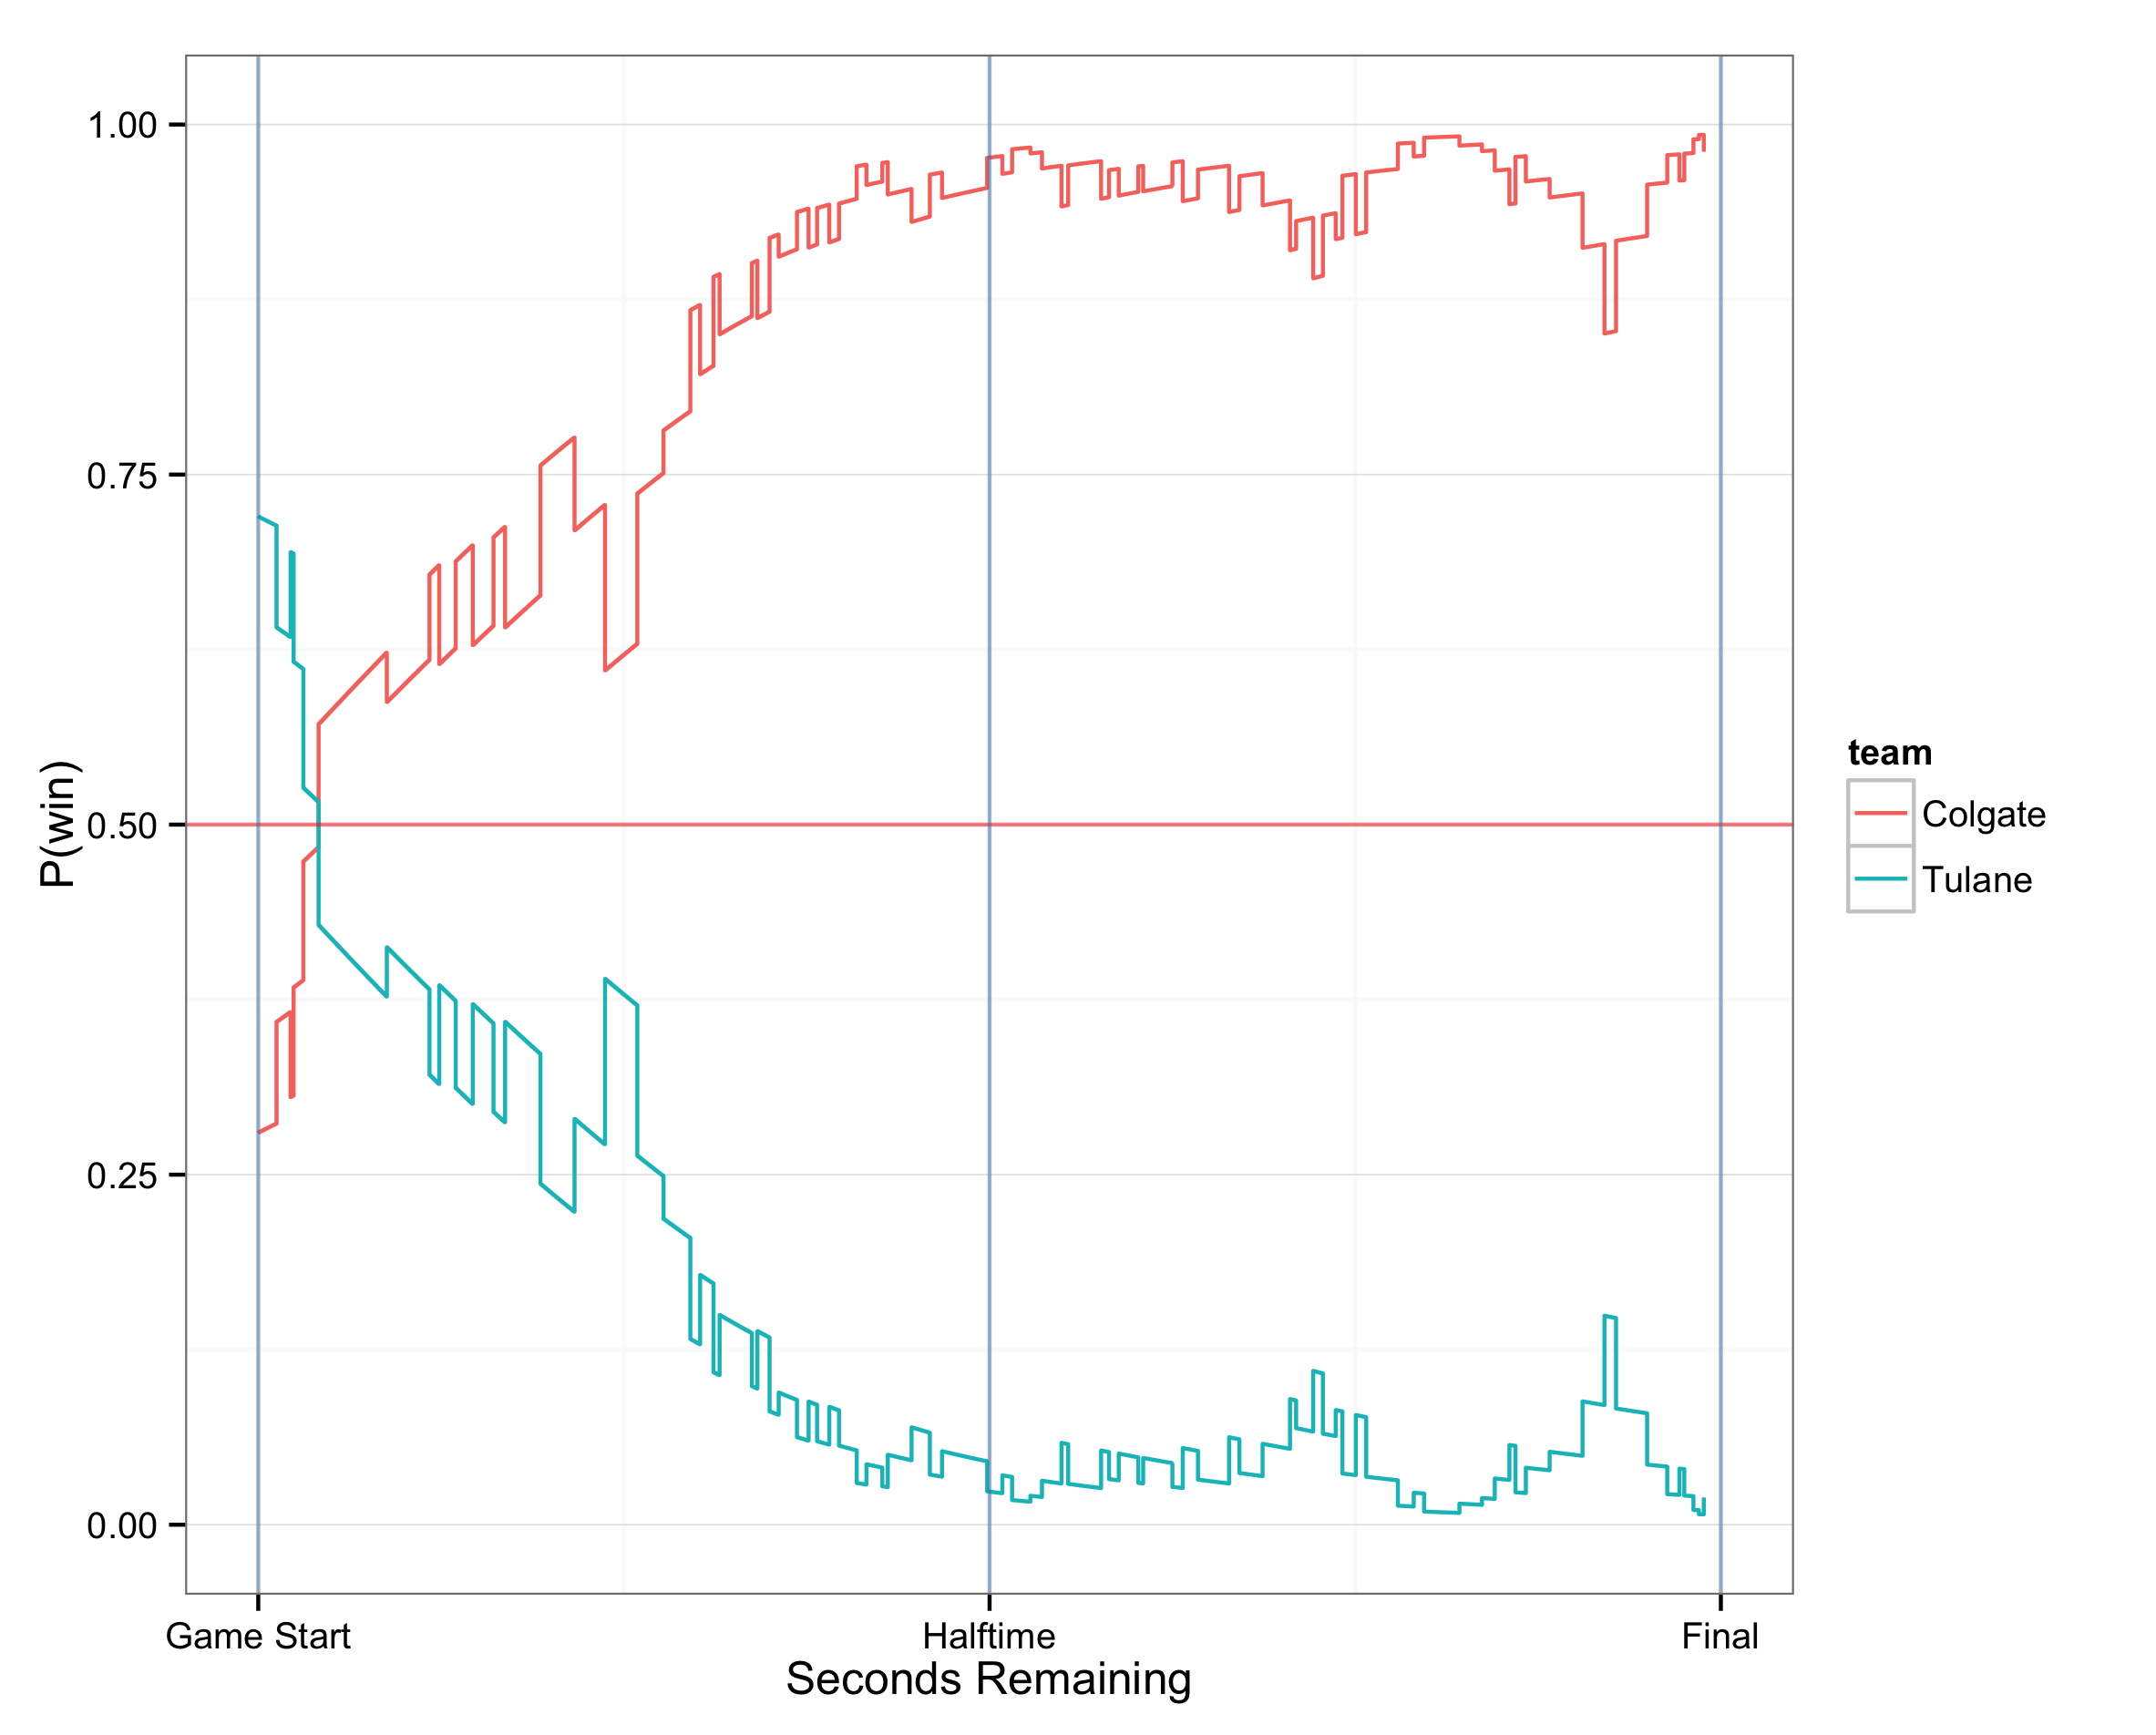 1.00
0.75
0.50
0.25
0.00
P(win)
Game Start
Halftime
Final
Seconds Remaining
team
Colgate
Tulane